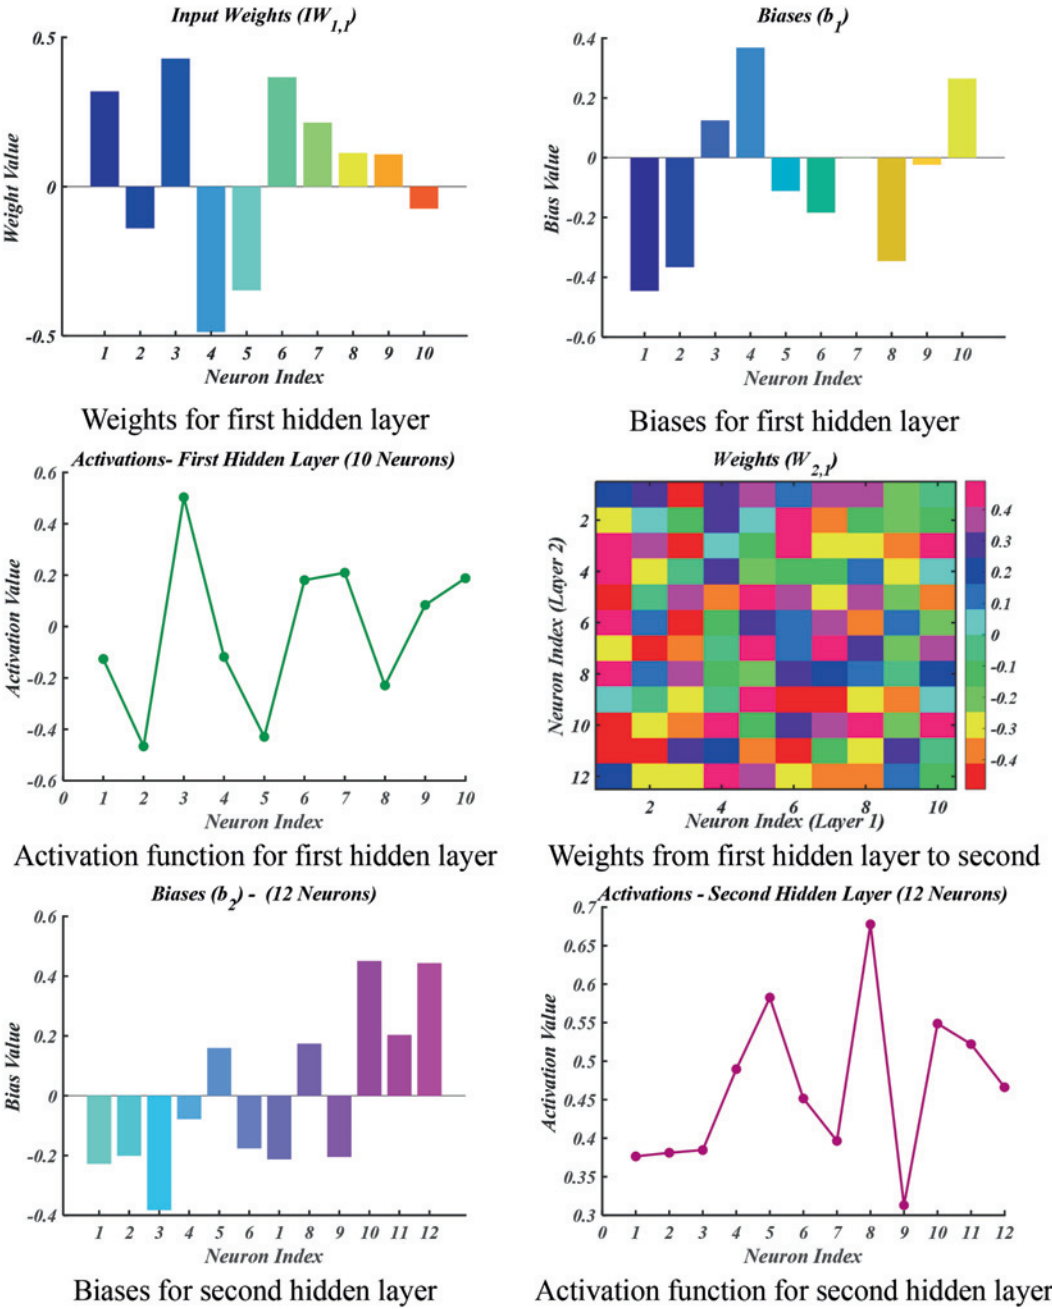 Input Weights (IW1,1)
0.5
0
-0.5
Weight Value
1 2 3 4 5 6 7 8 9 10
Neuron Index
Weights for first hidden layer
Biases (b1)
0.4
0.2
0
-0.2
-0.4
-0.6
Bias Value
1 2 3 4 5 6 7 8 9 10
Neuron Index
Biases for first hidden layer
Activations- First Hidden Layer (10 Neurons)
0.6
0.4
0.2
0
-0.2
-0.4
-0.6
Activation Value
0 1 2 3 4 5 6 7 8 9 10
Neuron Index
Activation function for first hidden layer
Weights (W2,1)
2
4
6
8
10
12
Neuron Index (Layer 2)
2 4 6 8 10
Neuron Index (Layer 1)
0.4
0.3
0.2
0.1
0
-0.1
-0.2
-0.3
-0.4
Weights from first hidden layer to second
Biases (b2) - (12 Neurons)
0.6
0.4
0.2
0
-0.2
-0.4
Bias Value
1 2 3 4 5 6 1 8 9 10 11 12
Neuron Index
Biases for second hidden layer
Activations - Second Hidden Layer (12 Neurons)
0.7
0.65
0.6
0.55
0.5
0.45
0.4
0.35
0.3
Activation Value
0 1 2 3 4 5 6 7 8 9 10 11 12
Neuron Index
Activation function for second hidden layer